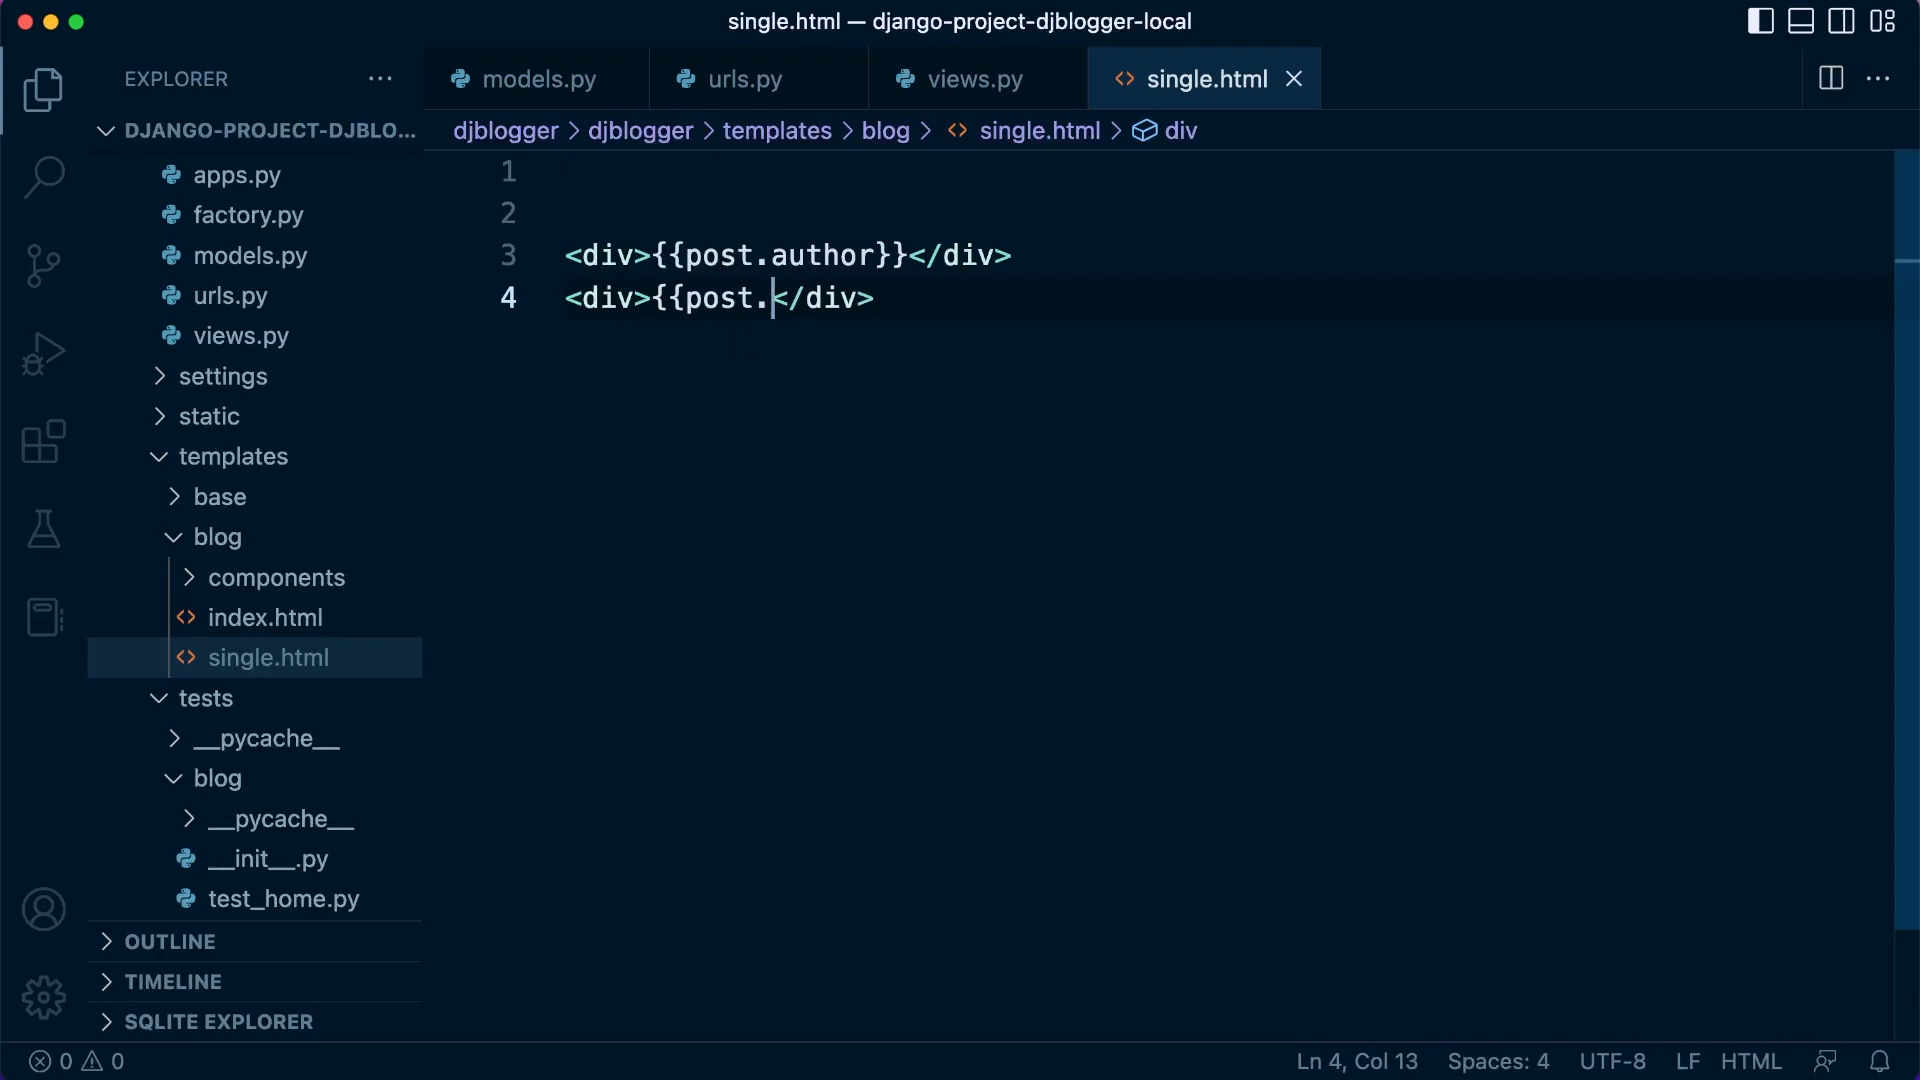 single.html — django-project-djblogger-local
EXPLORER
models.py
urls.py
views.py
single.html
DJANGO-PROJECT-DJBLO...
djblogger > djblogger > templates > blog > single.html > div
apps.py
factory.py
models.py
urls.py
views.py
settings
static
templates
base
blog
components
index.html
single.html
tests
__pycache__
blog
__pycache__
__init__.py
test_home.py
OUTLINE
TIMELINE
SQLITE EXPLORER
1
2
3 <div>{{post.author}}</div>
4 <div>{{post.</div>
0 0
Ln 4, Col 13 Spaces: 4 UTF-8 LF HTML